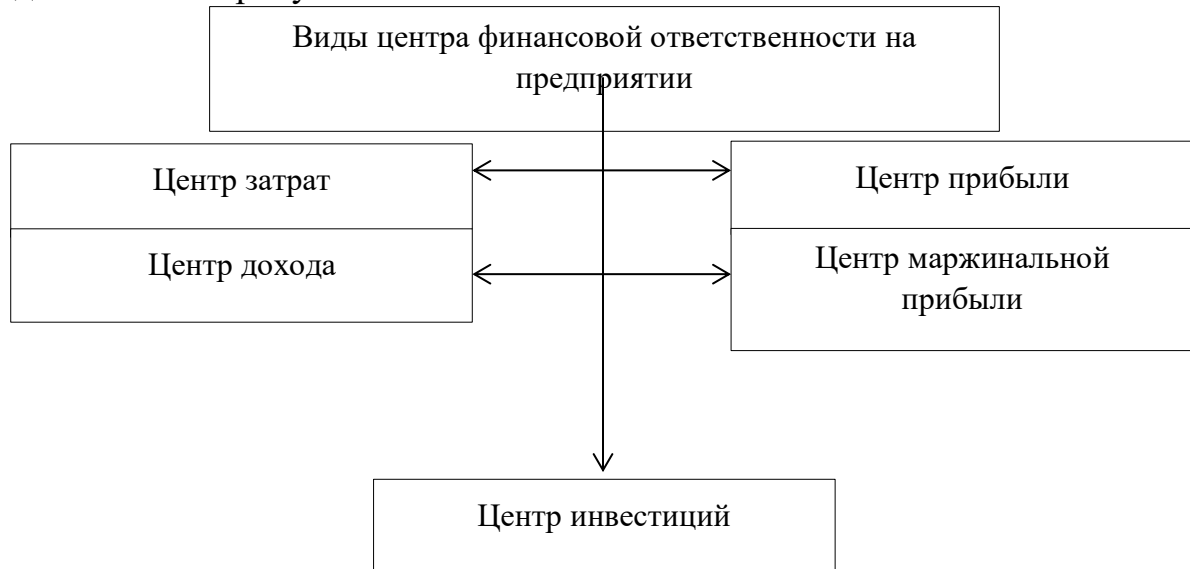 Виды центра финансовой ответственности на
предприятии
Центр затрат
Центр прибыли
Центр дохода
Центр маржинальной
прибыли
Центр инвестиций